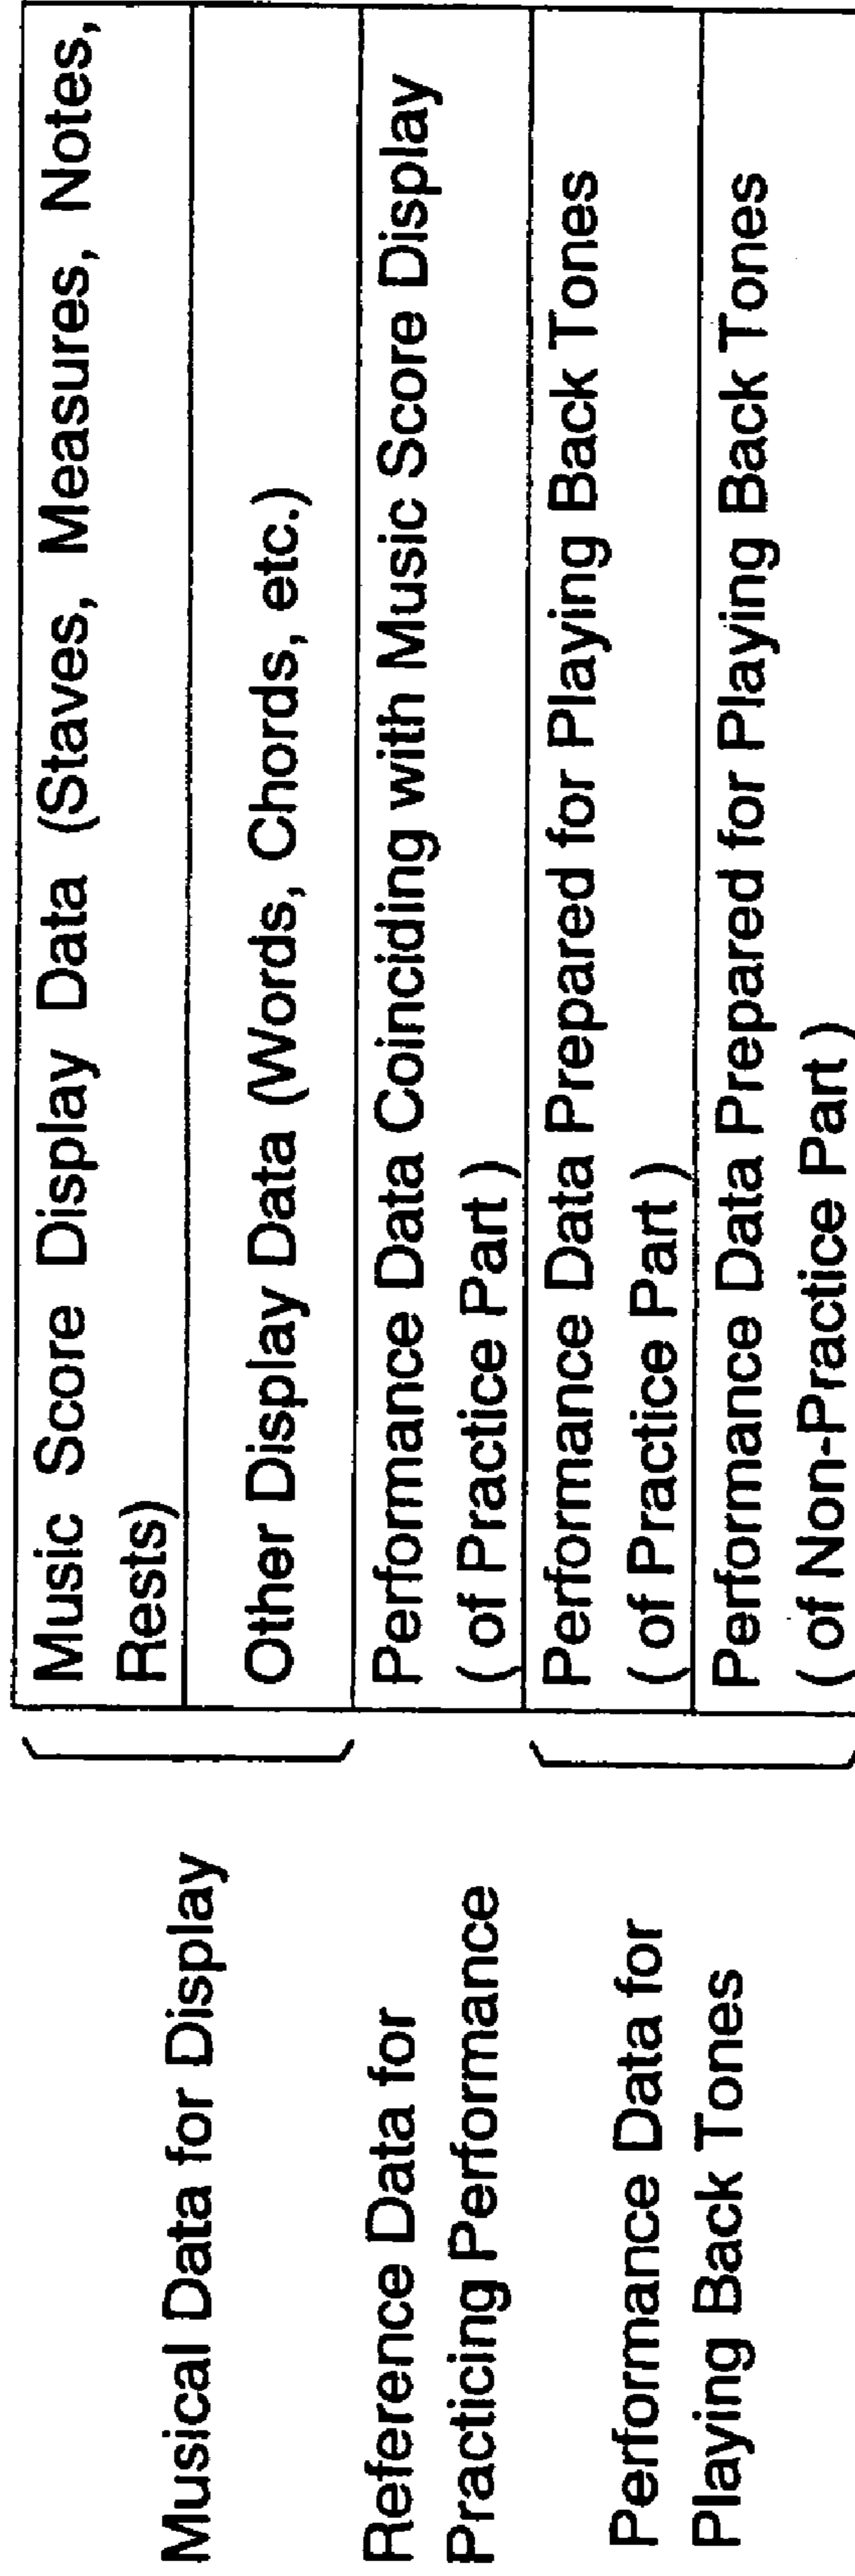 Musical Data for Display
Music Score Display Data (Staves, Measures, Notes,
Rests)
Other Display Data (Words, Chords, etc.)
Reference Data for
Practicing Performance
Performance Data Coinciding with Music Score Display
( of Practice Part )
Performance Data for
Playing Back Tones
Performance Data Prepared for Playing Back Tones
( of Practice Part )
Performance Data Prepared for Playing Back Tones
( of Non-Practice Part )